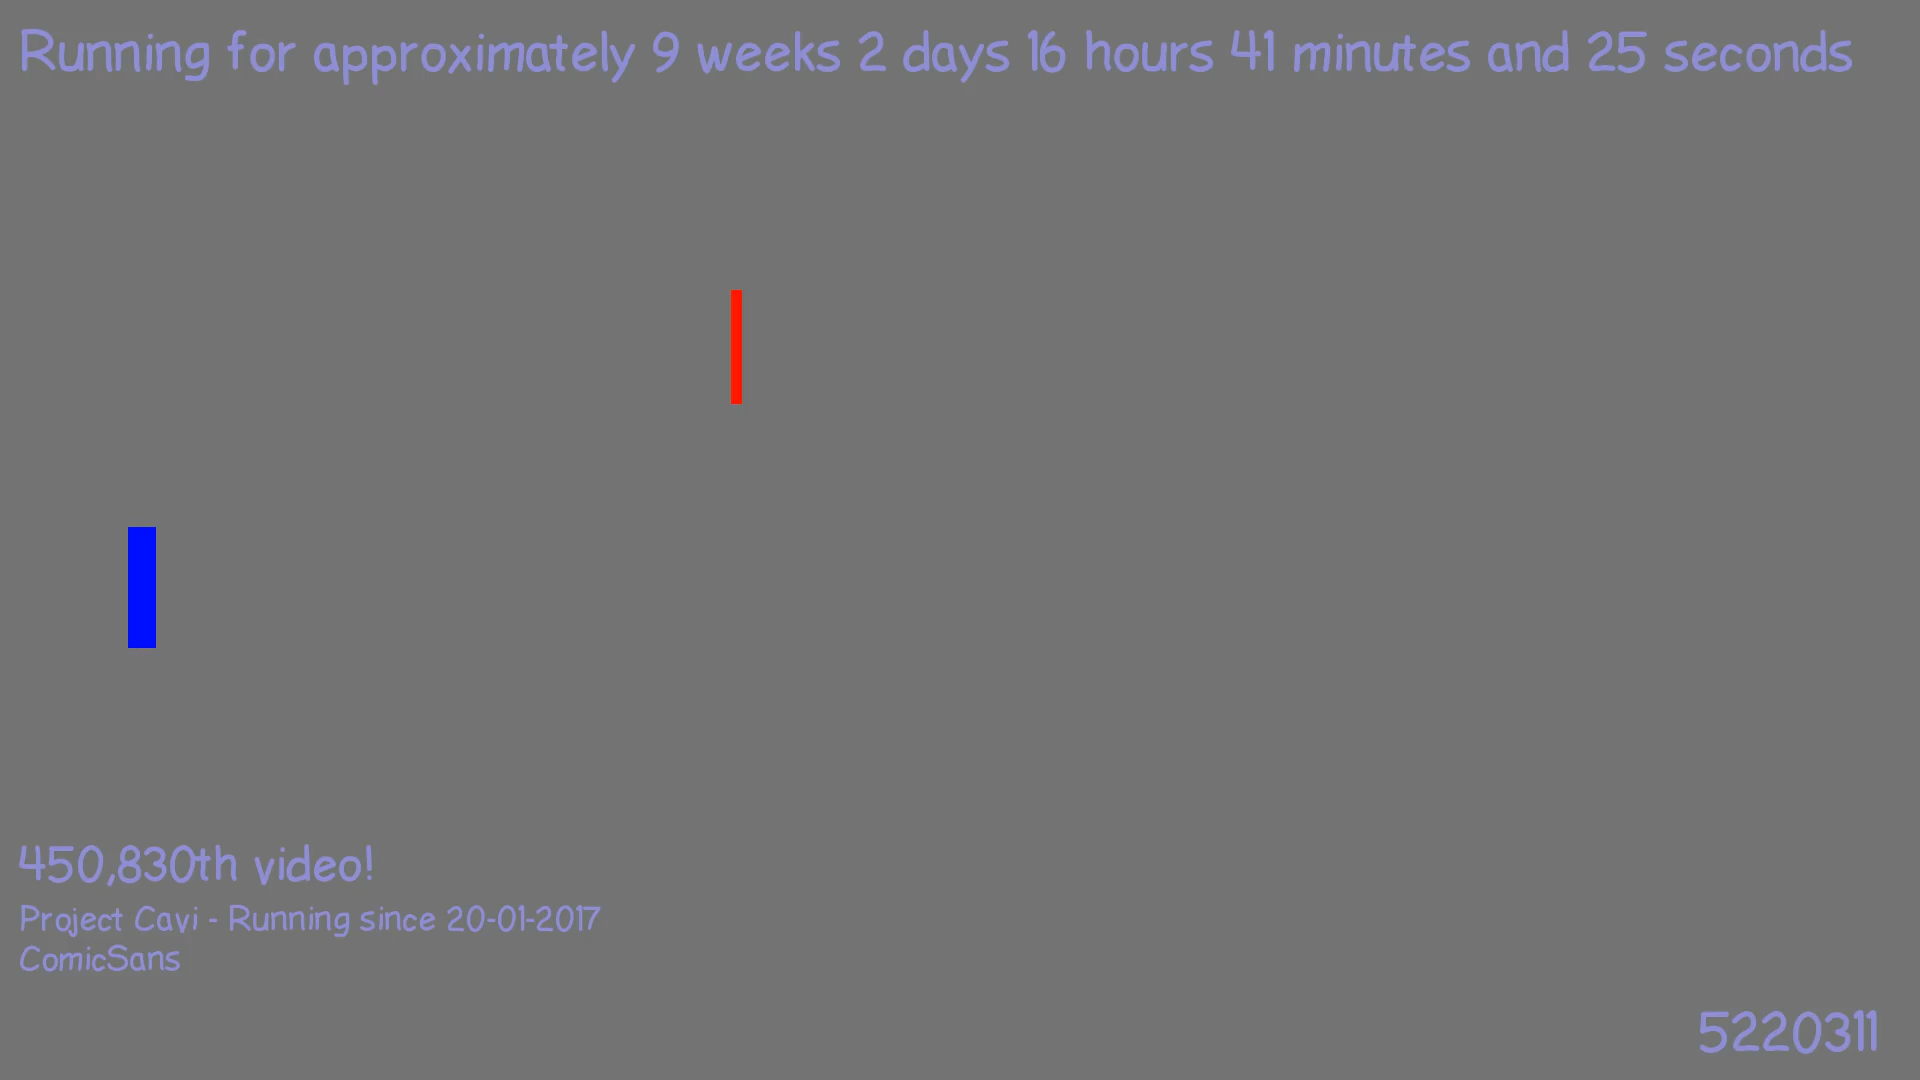 Running for approximately 9 weeks 2 days 16 hours 41 minutes and 25 seconds
450,830th video!
Project Cavi - Running since 20-01-2017
ComicSans
5220311